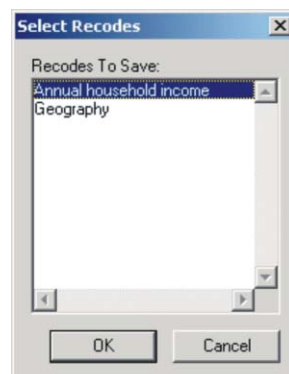 Select Recodes
Recodes To Save:
Annual household income
Geography
OK
Cancel